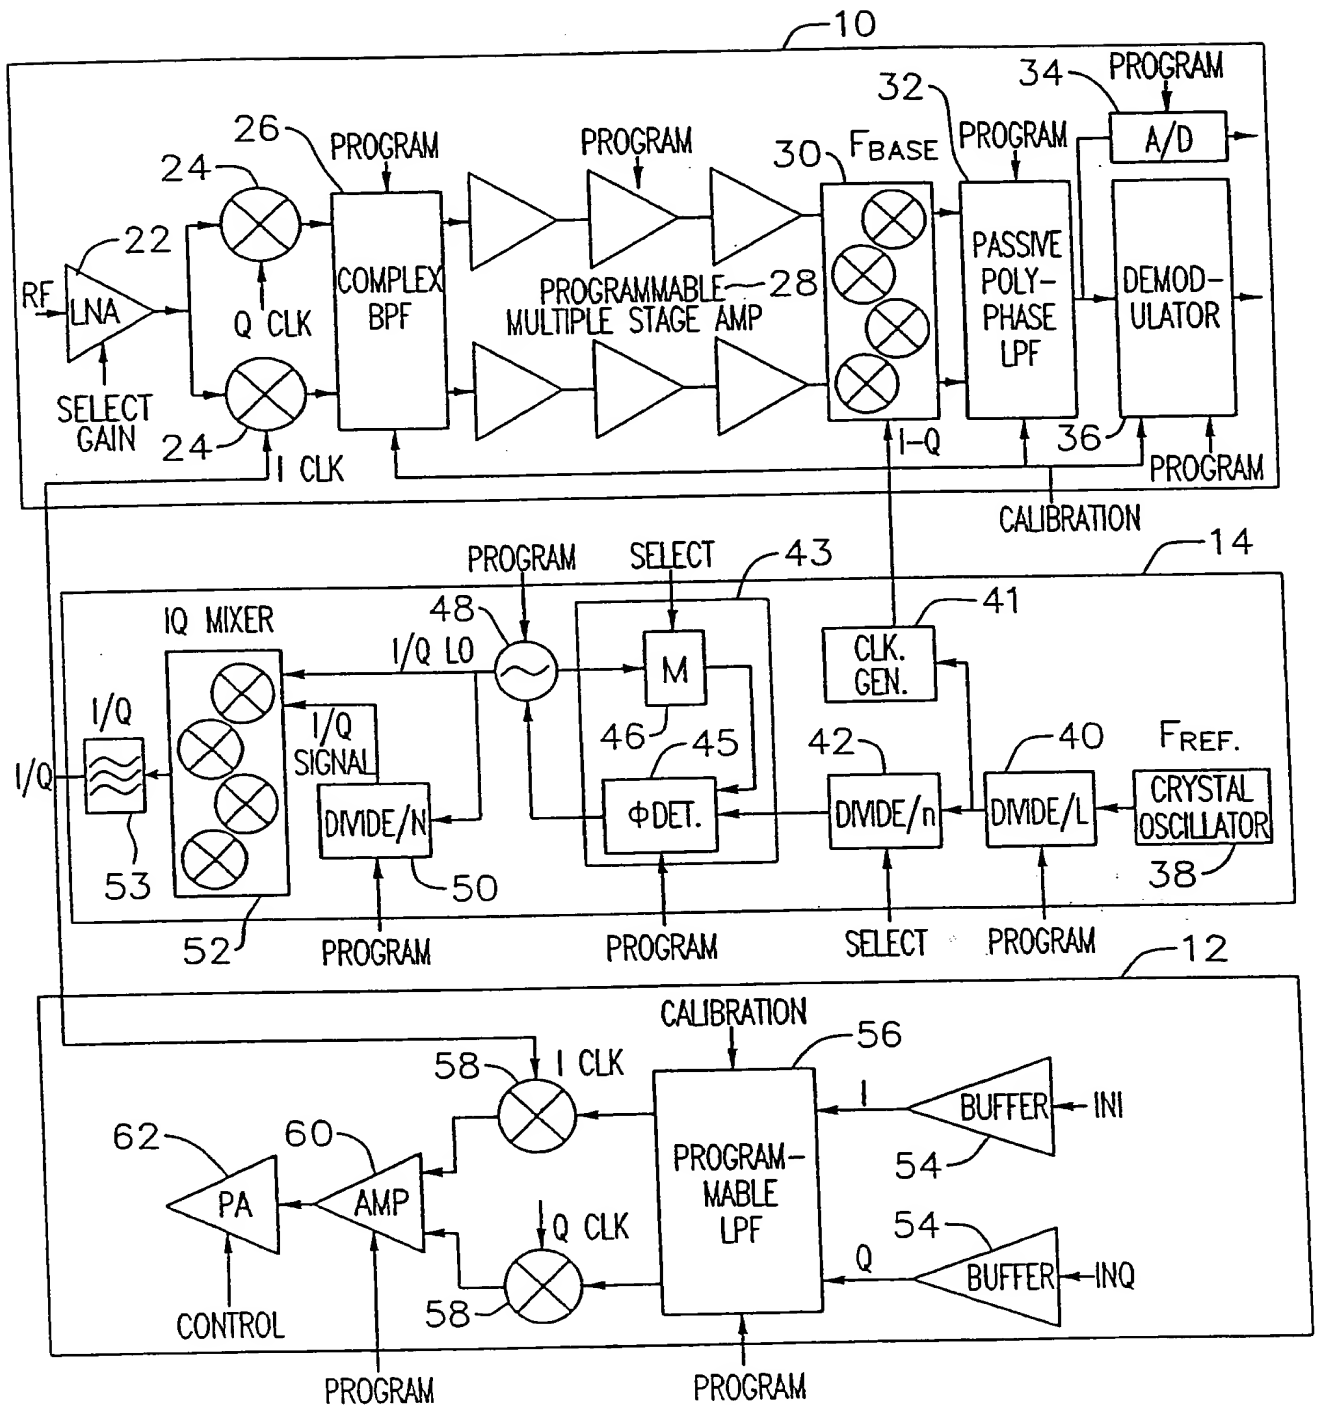 10
PROGRAM
34
32
26
PROGRAM
PROGRAM
30
FBASE
PROGRAM
A/D
24
22
RF
LNA
Q CLK
COMPLEX
BPF
PROGRAMMABLE 28
MULTIPLE STAGE AMP
PASSIVE
POLY-
PHASE
LPF
DEMOD-
ULATOR
SELECT
GAIN
24
I CLK
I-Q
36
PROGRAM
CALIBRATION
14
PROGRAM
SELECT
43
41
IQ MIXER
48
I/Q LO
M
CLK.
GEN.
I/Q
I/Q
SIGNAL
46
45
42
40
FREF.
I/Q
DIVIDE/N
ΦDET.
DIVIDE/n
DIVIDE/L
CRYSTAL
OSCILLATOR
53
50
38
52
PROGRAM
PROGRAM
SELECT
PROGRAM
12
CALIBRATION
56
58
I CLK
I
BUFFER
INI
62
60
54
PA
AMP
PROGRAM-
MABLE
LPF
54
Q CLK
Q
BUFFER
INQ
58
CONTROL
PROGRAM
PROGRAM